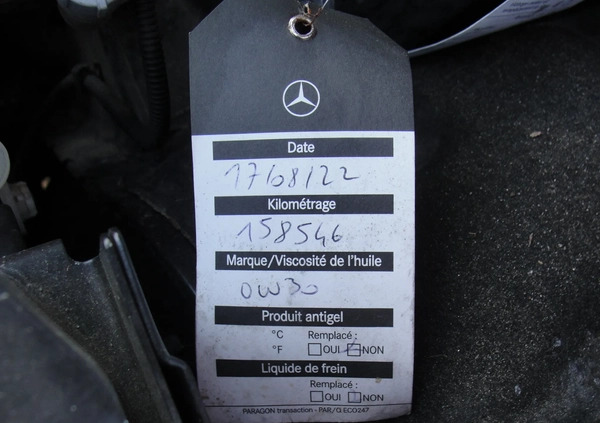 Date
17/08/22
Kilométrage
158546
Marque/Viscosité de l'huile
0W30
Produit antigel
°C Remplacé :
°F OUI NON
Liquide de frein
Remplacé :
OUI NON
PARAGON transaction - PAR/G.ECO247